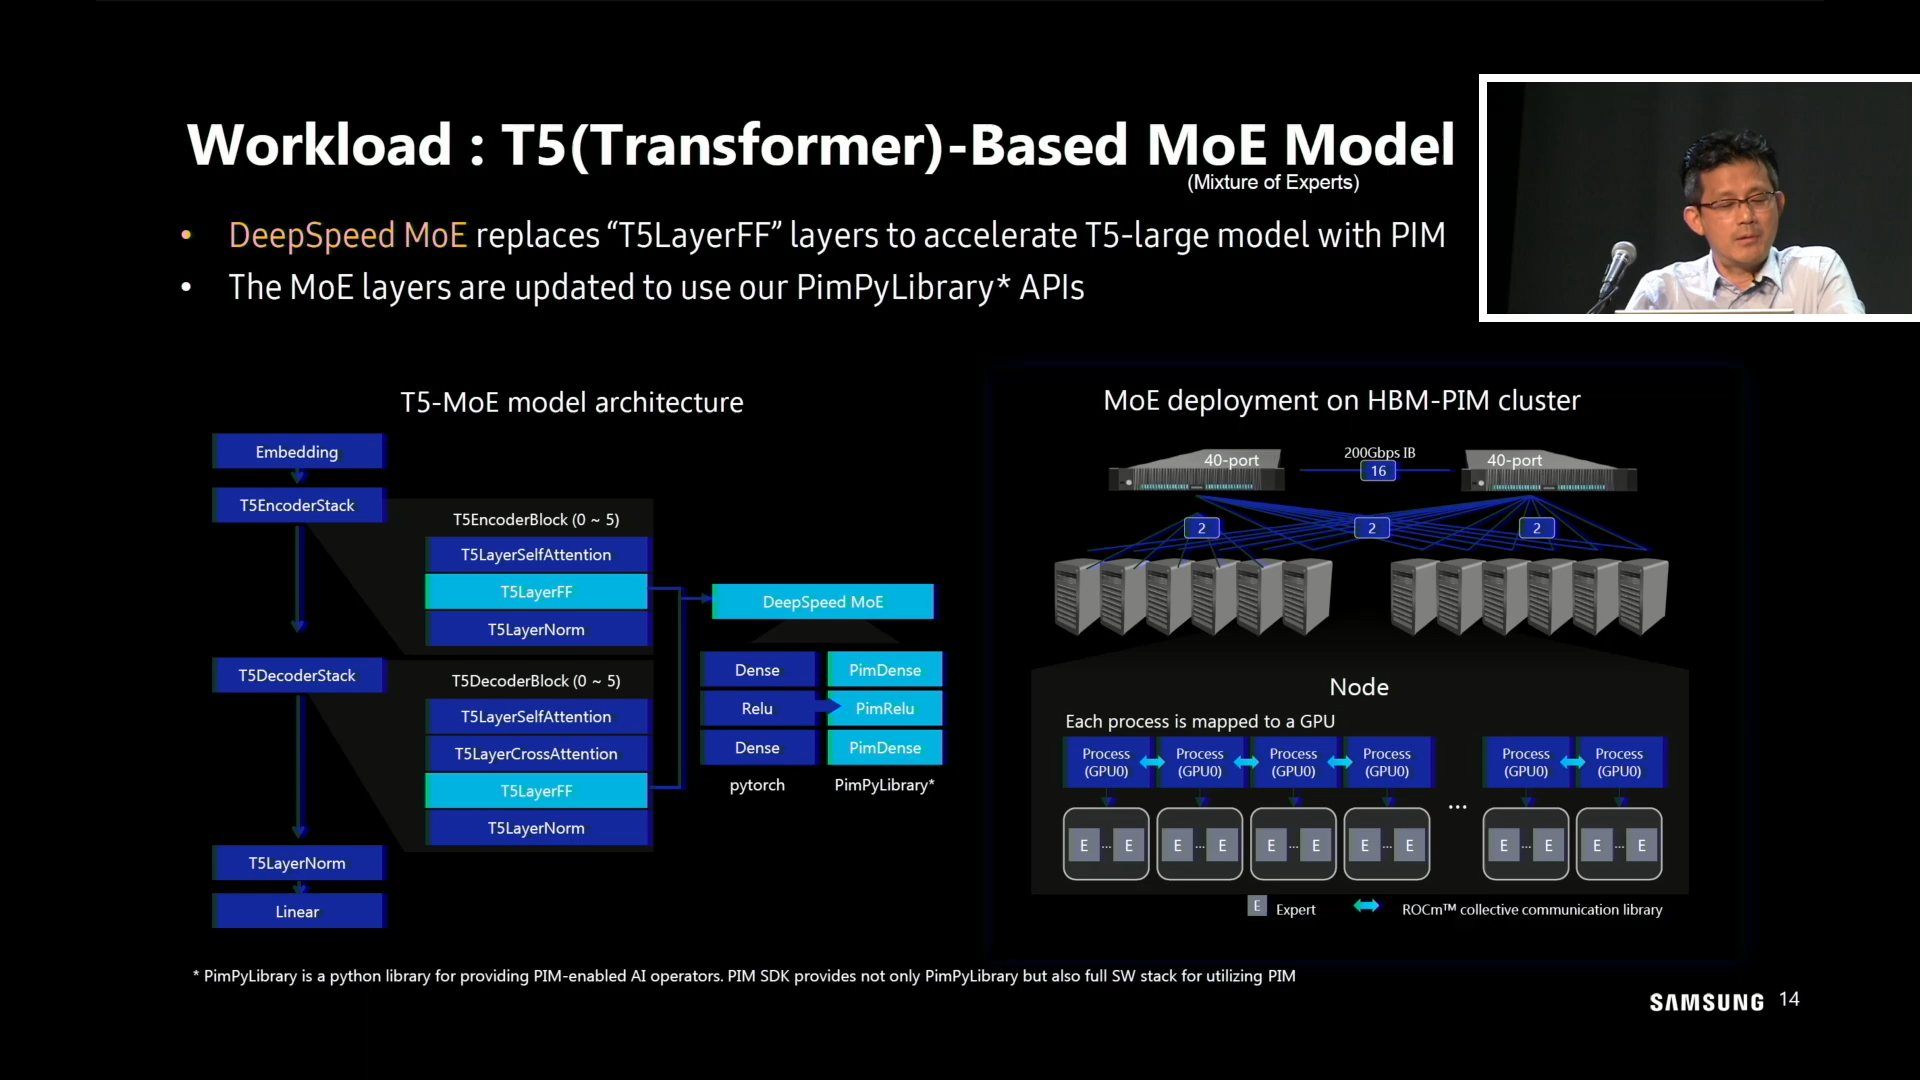 Workload : T5(Transformer)-Based MoE Model
(Mixture of Experts)
• DeepSpeed MoE replaces “T5LayerFF” layers to accelerate T5-large model with PIM
• The MoE layers are updated to use our PimPyLibrary* APIs
T5-MoE model architecture
Embedding
T5EncoderStack
T5EncoderBlock (0 ~ 5)
T5LayerSelfAttention
T5LayerFF
T5LayerNorm
T5DecoderStack
T5DecoderBlock (0 ~ 5)
T5LayerSelfAttention
T5LayerCrossAttention
T5LayerFF
T5LayerNorm
T5LayerNorm
Linear
DeepSpeed MoE
Dense PimDense
Relu PimRelu
Dense PimDense
pytorch PimPyLibrary*
MoE deployment on HBM-PIM cluster
40-port 200Gbps IB 40-port
16
2 2 2
Node
Each process is mapped to a GPU
Process Process Process Process Process Process
(GPU0) (GPU0) (GPU0) (GPU0) (GPU0) (GPU0)
...
E ... E E ... E E ... E E ... E E ... E E ... E
E Expert ROCm™ collective communication library
* PimPyLibrary is a python library for providing PIM-enabled AI operators. PIM SDK provides not only PimPyLibrary but also full SW stack for utilizing PIM
SAMSUNG 14